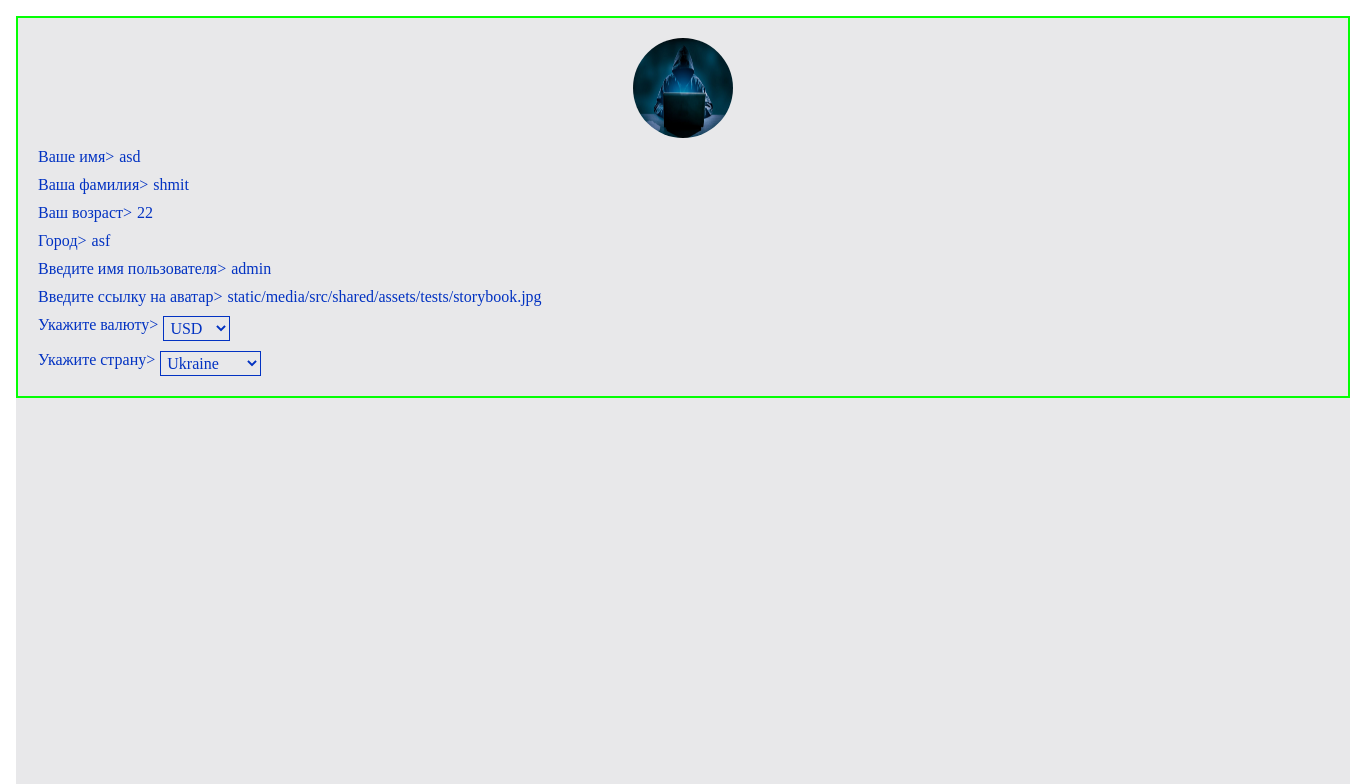 Ваше имя> asd
Ваша фамилия> shmit
Ваш возраст> 22
Город> asf
Введите имя пользователя> admin
Введите ссылку на аватар> static/media/src/shared/assets/tests/storybook.jpg
Укажите валюту> USD
Укажите страну> Ukraine